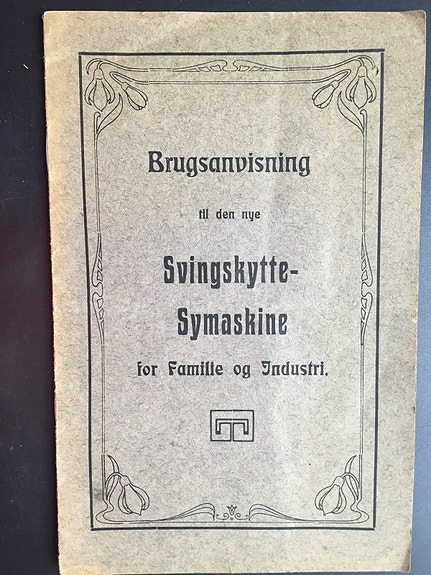 Brugsanvisning
til den nye
Svingskytte-
Symaskine
for Familie og Industri.